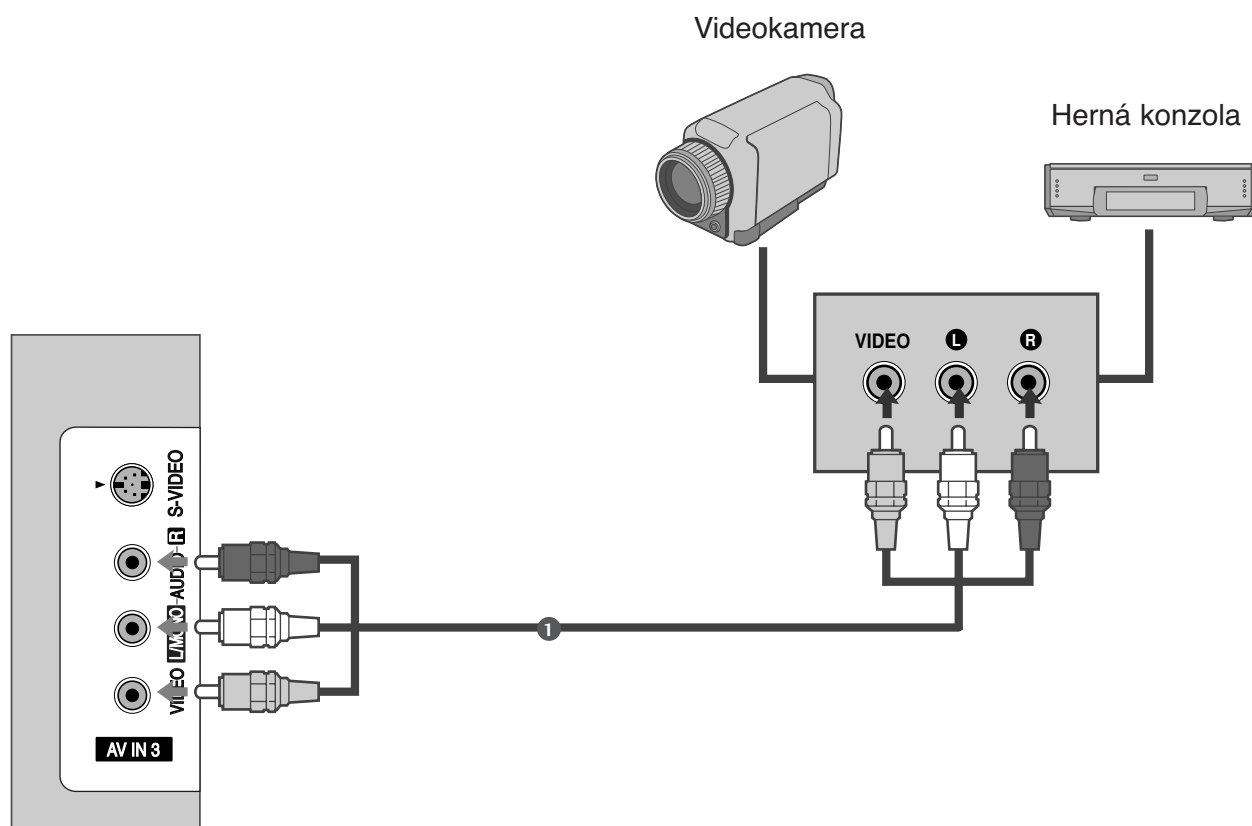 Videokamera
Herná konzola
VIDEO L R
S-VIDEO
VIDEO L/MONO AUDIO R
1
AV IN 3